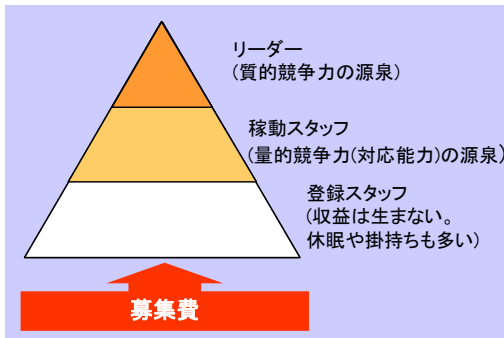 リーダー
(質的競争力の源泉)
稼動スタッフ
(量的競争力(対応能力)の源泉)
登録スタッフ
(収益は生まない。
休眠や掛持ちも多い)
募集費